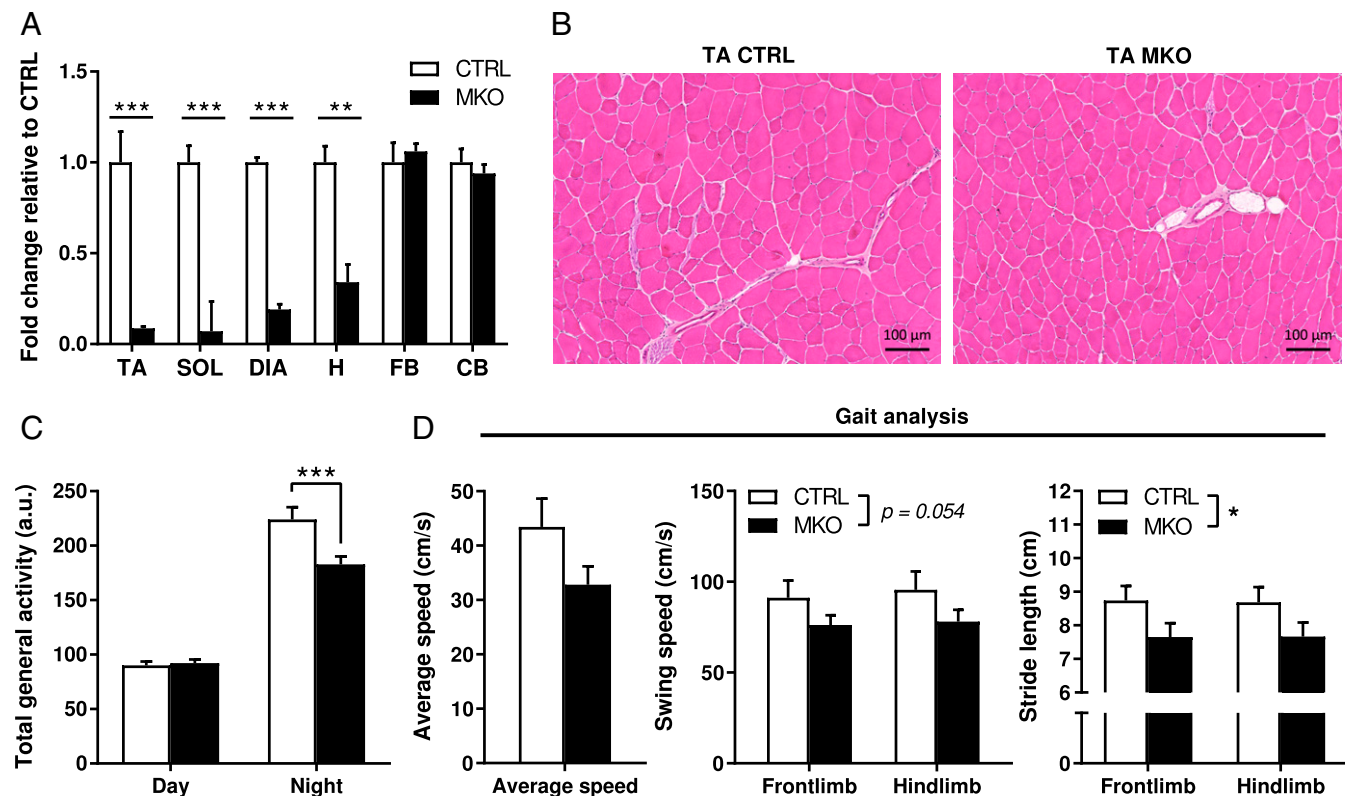 A
Fold change relative to CTRL
1.5
1.0
0.5
0.0
CTRL
MKO
***
***
***
**
TA
SOL
DIA
H
FB
CB
B
TA CTRL
TA MKO
100 µm
100 µm
C
Total general activity (a.u.)
250
200
150
100
50
0
***
Day
Night
D
Gait analysis
Average speed (cm/s)
50
40
30
20
10
0
Average speed
Swing speed (cm/s)
150
100
50
0
CTRL
MKO
p = 0.054
Frontlimb
Hindlimb
Stride length (cm)
12
11
10
9
8
7
6
0
CTRL
MKO
*
Frontlimb
Hindlimb